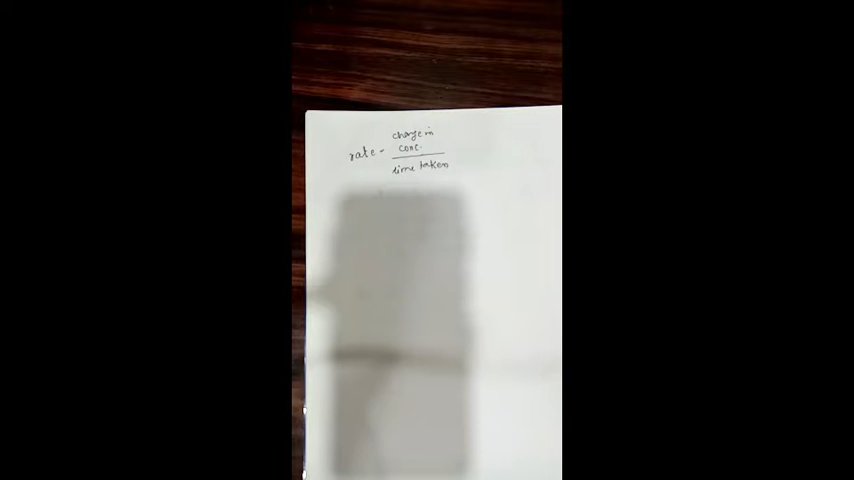 change in
rate = conc.
time taken